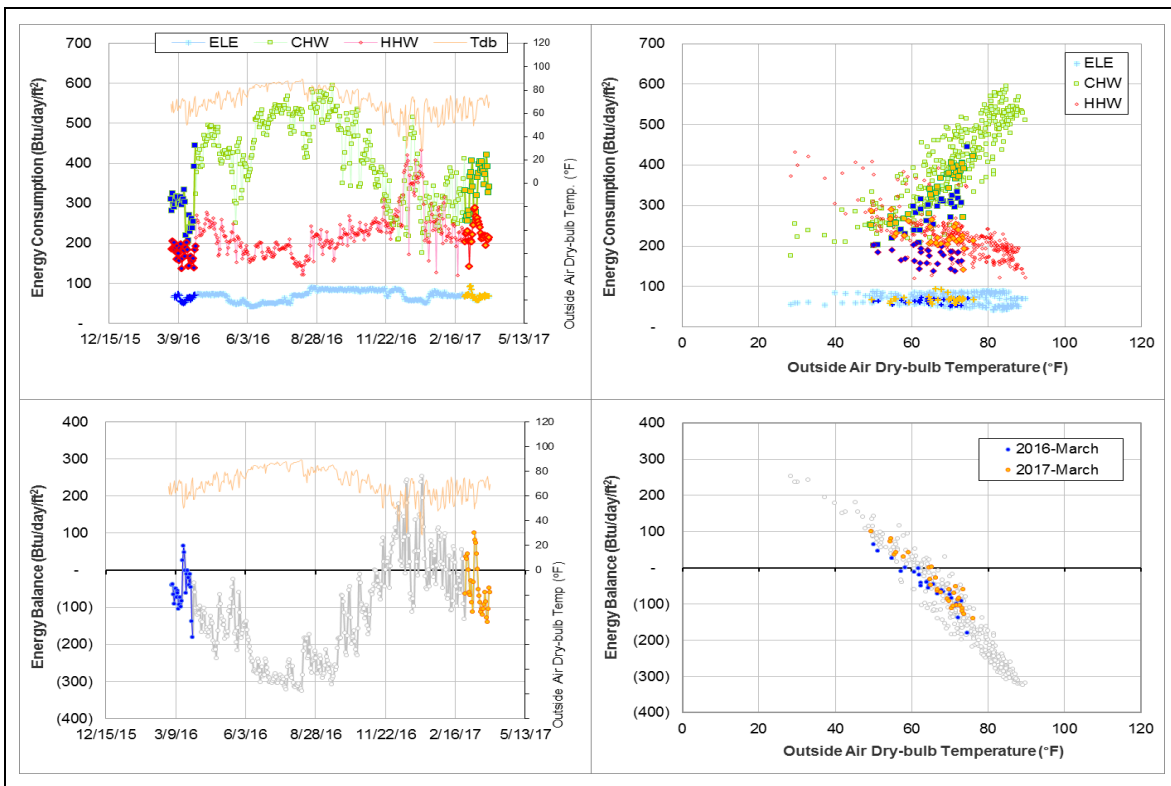 ELE CHW HHW Tdb
Energy Consumption (Btu/day/ft²)
700
600
500
400
300
200
100
-
120
100
80
60
40
20
0
Outside Air Dry-bulb Temp. (°F)
12/15/15 3/9/16 6/3/16 8/28/16 11/22/16 2/16/17 5/13/17
ELE
CHW
HHW
Energy Consumption (Btu/day/ft²)
700
600
500
400
300
200
100
-
0 20 40 60 80 100 120
Outside Air Dry-bulb Temperature (°F)
Energy Balance (Btu/day/ft²)
400
300
200
100
-
(100)
(200)
(300)
(400)
120
100
80
60
40
20
0
Outside Air Dry-bulb Temp (°F)
12/15/15 3/9/16 6/3/16 8/28/16 11/22/16 2/16/17 5/13/17
2016-March
2017-March
Energy Balance (Btu/day/ft²)
400
300
200
100
-
(100)
(200)
(300)
(400)
0 20 40 60 80 100 120
Outside Air Dry-bulb Temperature (°F)